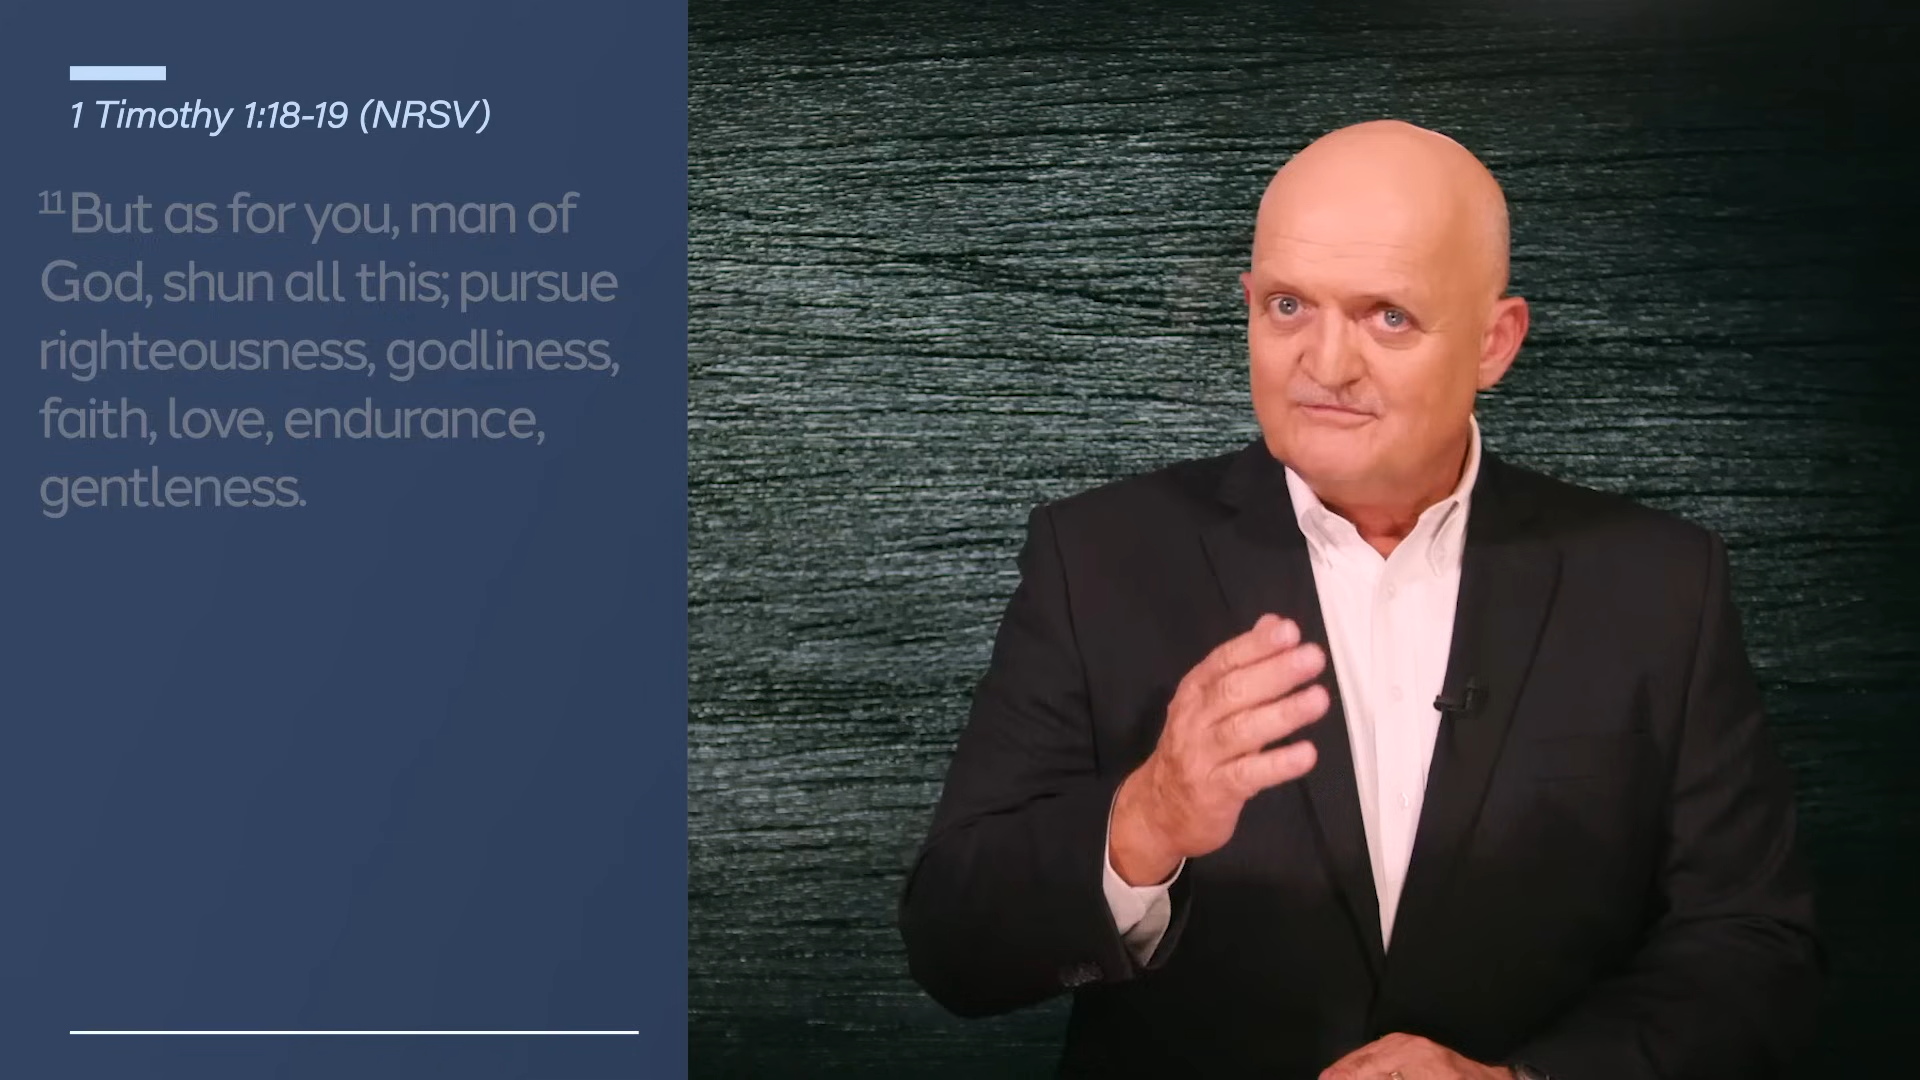 1 Timothy 1:18-19 (NRSV)
¹¹But as for you, man of
God, shun all this; pursue
righteousness, godliness,
faith, love, endurance,
gentleness.